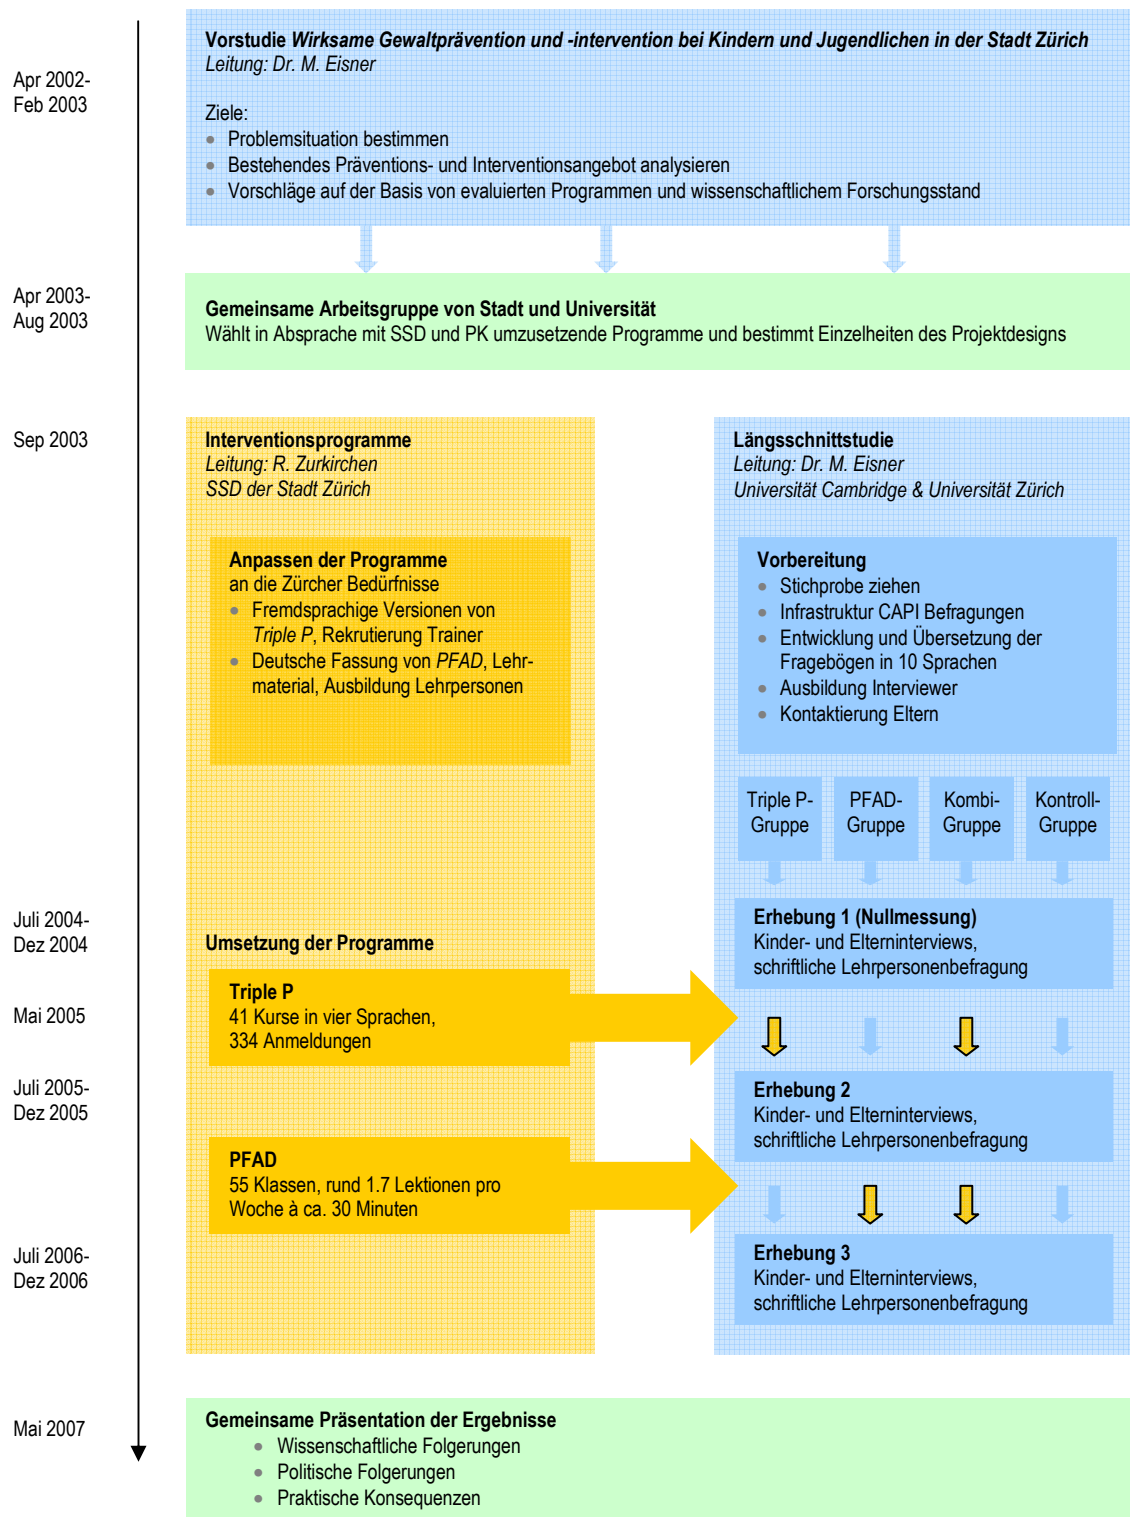 Apr 2002-
Feb 2003
Vorstudie Wirksame Gewaltprävention und -intervention bei Kindern und Jugendlichen in der Stadt Zürich
Leitung: Dr. M. Eisner
Ziele:
• Problemsituation bestimmen
• Bestehendes Präventions- und Interventionsangebot analysieren
• Vorschläge auf der Basis von evaluierten Programmen und wissenschaftlichem Forschungsstand
Apr 2003-
Aug 2003
Gemeinsame Arbeitsgruppe von Stadt und Universität
Wählt in Absprache mit SSD und PK umzusetzende Programme und bestimmt Einzelheiten des Projektdesigns
Sep 2003
Interventionsprogramme
Leitung: R. Zurkirchen
SSD der Stadt Zürich
Anpassen der Programme
an die Zürcher Bedürfnisse
• Fremdsprachige Versionen von
Triple P, Rekrutierung Trainer
• Deutsche Fassung von PFAD, Lehr-
material, Ausbildung Lehrpersonen
Längsschnittstudie
Leitung: Dr. M. Eisner
Universität Cambridge & Universität Zürich
Vorbereitung
• Stichprobe ziehen
• Infrastruktur CAPI Befragungen
• Entwicklung und Übersetzung der
Fragebögen in 10 Sprachen
• Ausbildung Interviewer
• Kontaktierung Eltern
Triple P-
Gruppe
PFAD-
Gruppe
Kombi-
Gruppe
Kontroll-
Gruppe
Juli 2004-
Dez 2004
Umsetzung der Programme
Erhebung 1 (Nullmessung)
Kinder- und Elterninterviews,
schriftliche Lehrpersonenbefragung
Mai 2005
Triple P
41 Kurse in vier Sprachen,
334 Anmeldungen
Juli 2005-
Dez 2005
Erhebung 2
Kinder- und Elterninterviews,
schriftliche Lehrpersonenbefragung
PFAD
55 Klassen, rund 1.7 Lektionen pro
Woche à ca. 30 Minuten
Juli 2006-
Dez 2006
Erhebung 3
Kinder- und Elterninterviews,
schriftliche Lehrpersonenbefragung
Mai 2007
Gemeinsame Präsentation der Ergebnisse
• Wissenschaftliche Folgerungen
• Politische Folgerungen
• Praktische Konsequenzen